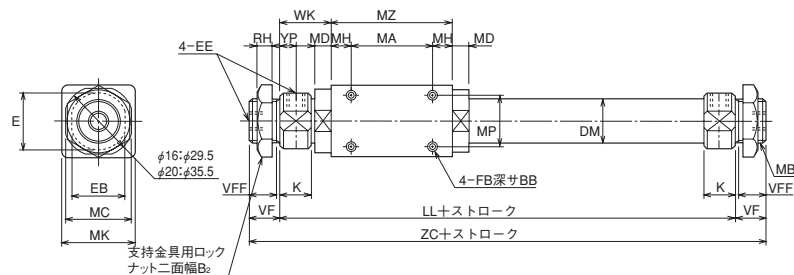 WK
MZ
RH
YP
MD
MH
MA
MH
MD
4-EE
E
MP
DM
φ16:φ29.5
φ20:φ35.5
4-FB深サBB
MB
EB
VFF
K
K
VFF
MC
VF
LL+ストローク
VF
MK
ZC+ストローク
支持金具用ロック
ナット二面幅B₂